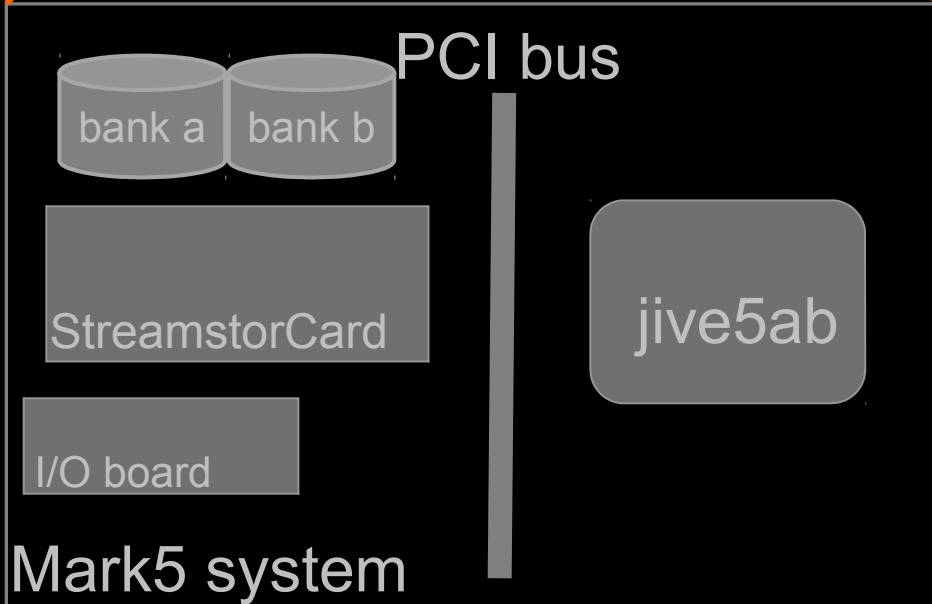 PCI bus
bank a
bank b
StreamstorCard
jive5ab
I/O board
Mark5 system